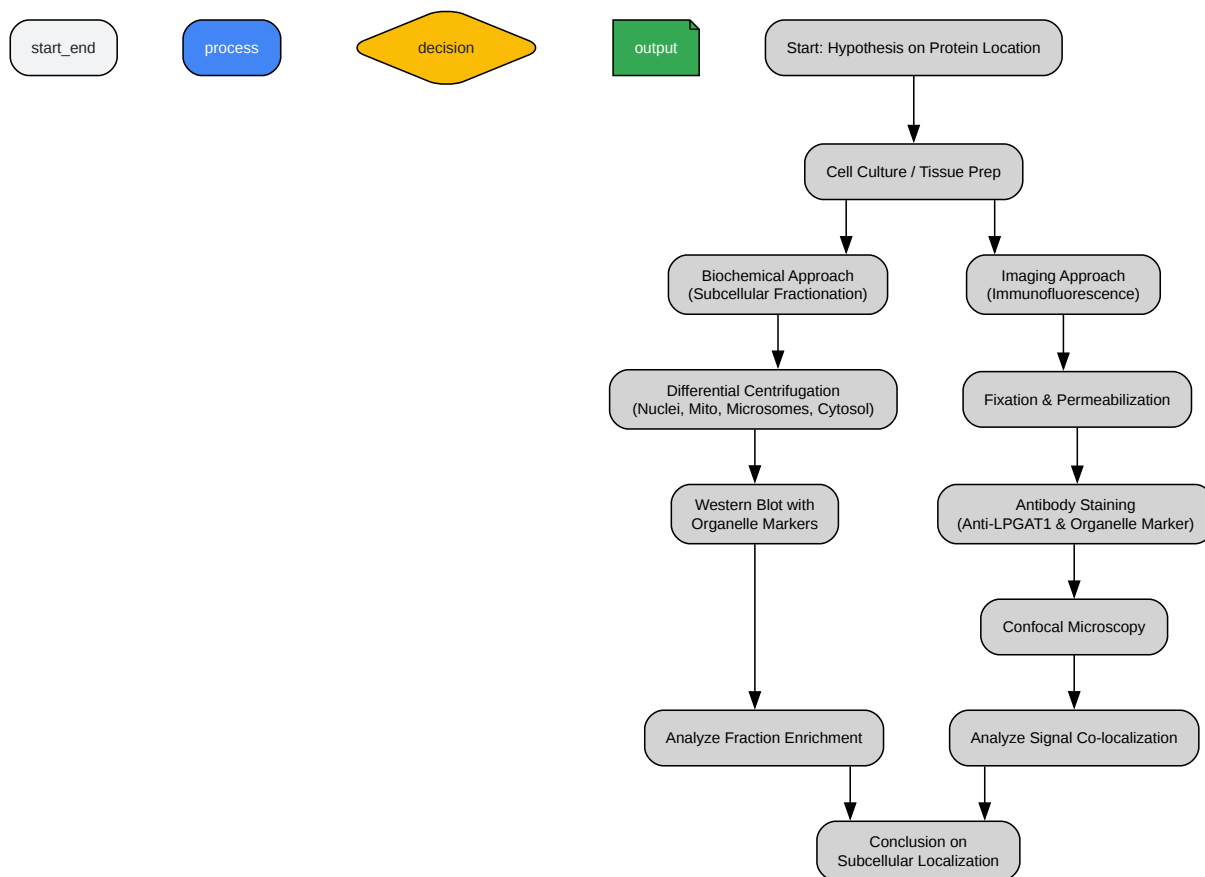 start_end
process
decision
output
Start: Hypothesis on Protein Location
Cell Culture / Tissue Prep
Biochemical Approach
(Subcellular Fractionation)
Imaging Approach
(Immunofluorescence)
Differential Centrifugation
(Nuclei, Mito, Microsomes, Cytosol)
Fixation & Permeabilization
Western Blot with
Organelle Markers
Antibody Staining
(Anti-LPGAT1 & Organelle Marker)
Confocal Microscopy
Analyze Fraction Enrichment
Analyze Signal Co-localization
Conclusion on
Subcellular Localization